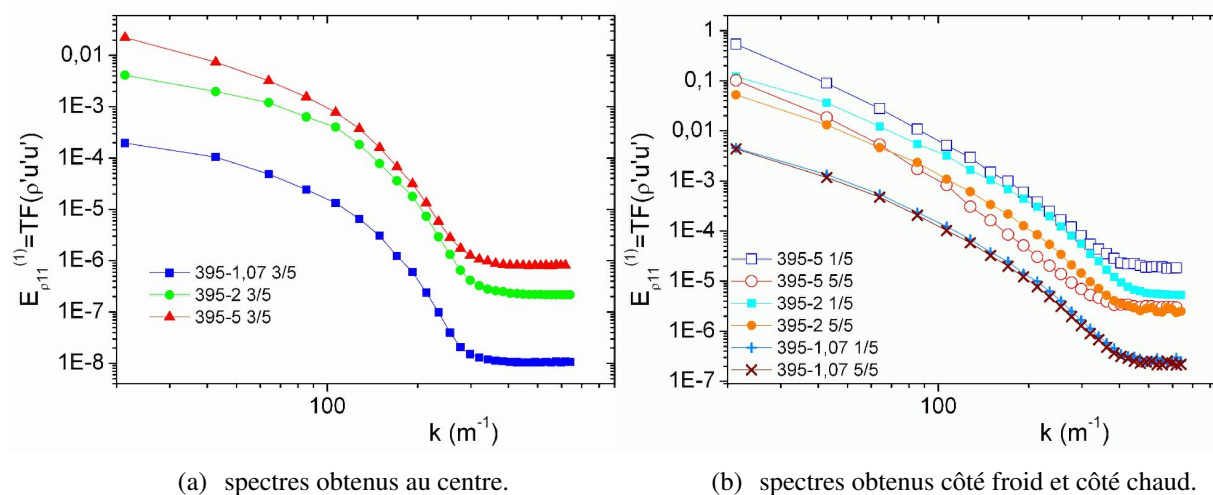 E_ρ11^(1)=TF(ρ'u'u')
0,01
1E-3
1E-4
1E-5
1E-6
1E-7
1E-8
395-1,07 3/5
395-2 3/5
395-5 3/5
100
k (m^-1)
(a) spectres obtenus au centre.
E_ρ11^(1)=TF(ρ'u'u')
1
0,1
0,01
1E-3
1E-4
1E-5
1E-6
1E-7
395-5 1/5
395-5 5/5
395-2 1/5
395-2 5/5
395-1,07 1/5
395-1,07 5/5
100
k (m^-1)
(b) spectres obtenus côté froid et côté chaud.